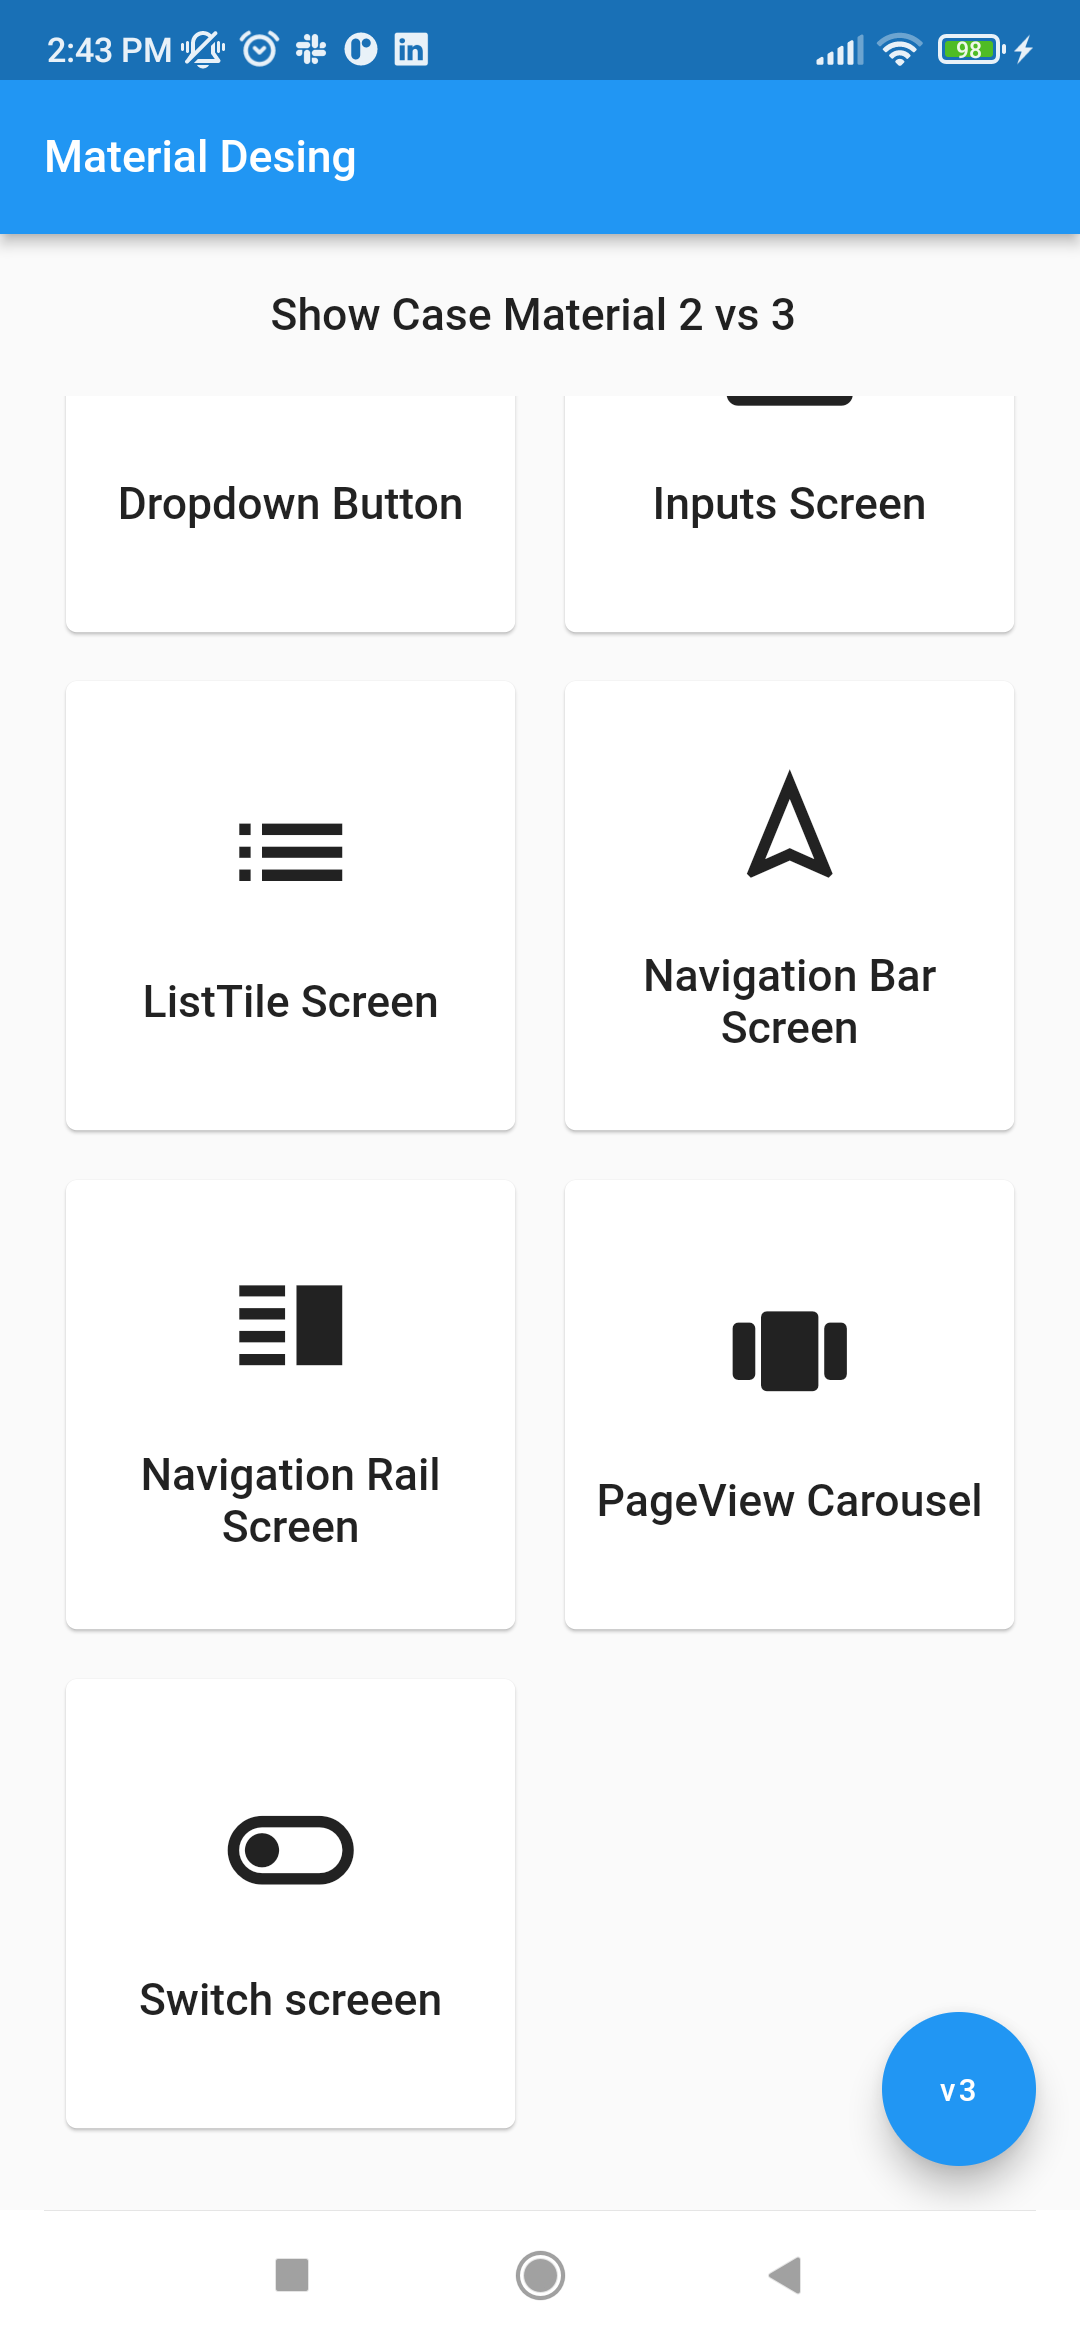 2:43 PM
98
Material Desing
Show Case Material 2 vs 3
Dropdown Button
Inputs Screen
ListTile Screen
Navigation Bar
Screen
Navigation Rail
Screen
PageView Carousel
Switch screeen
v3